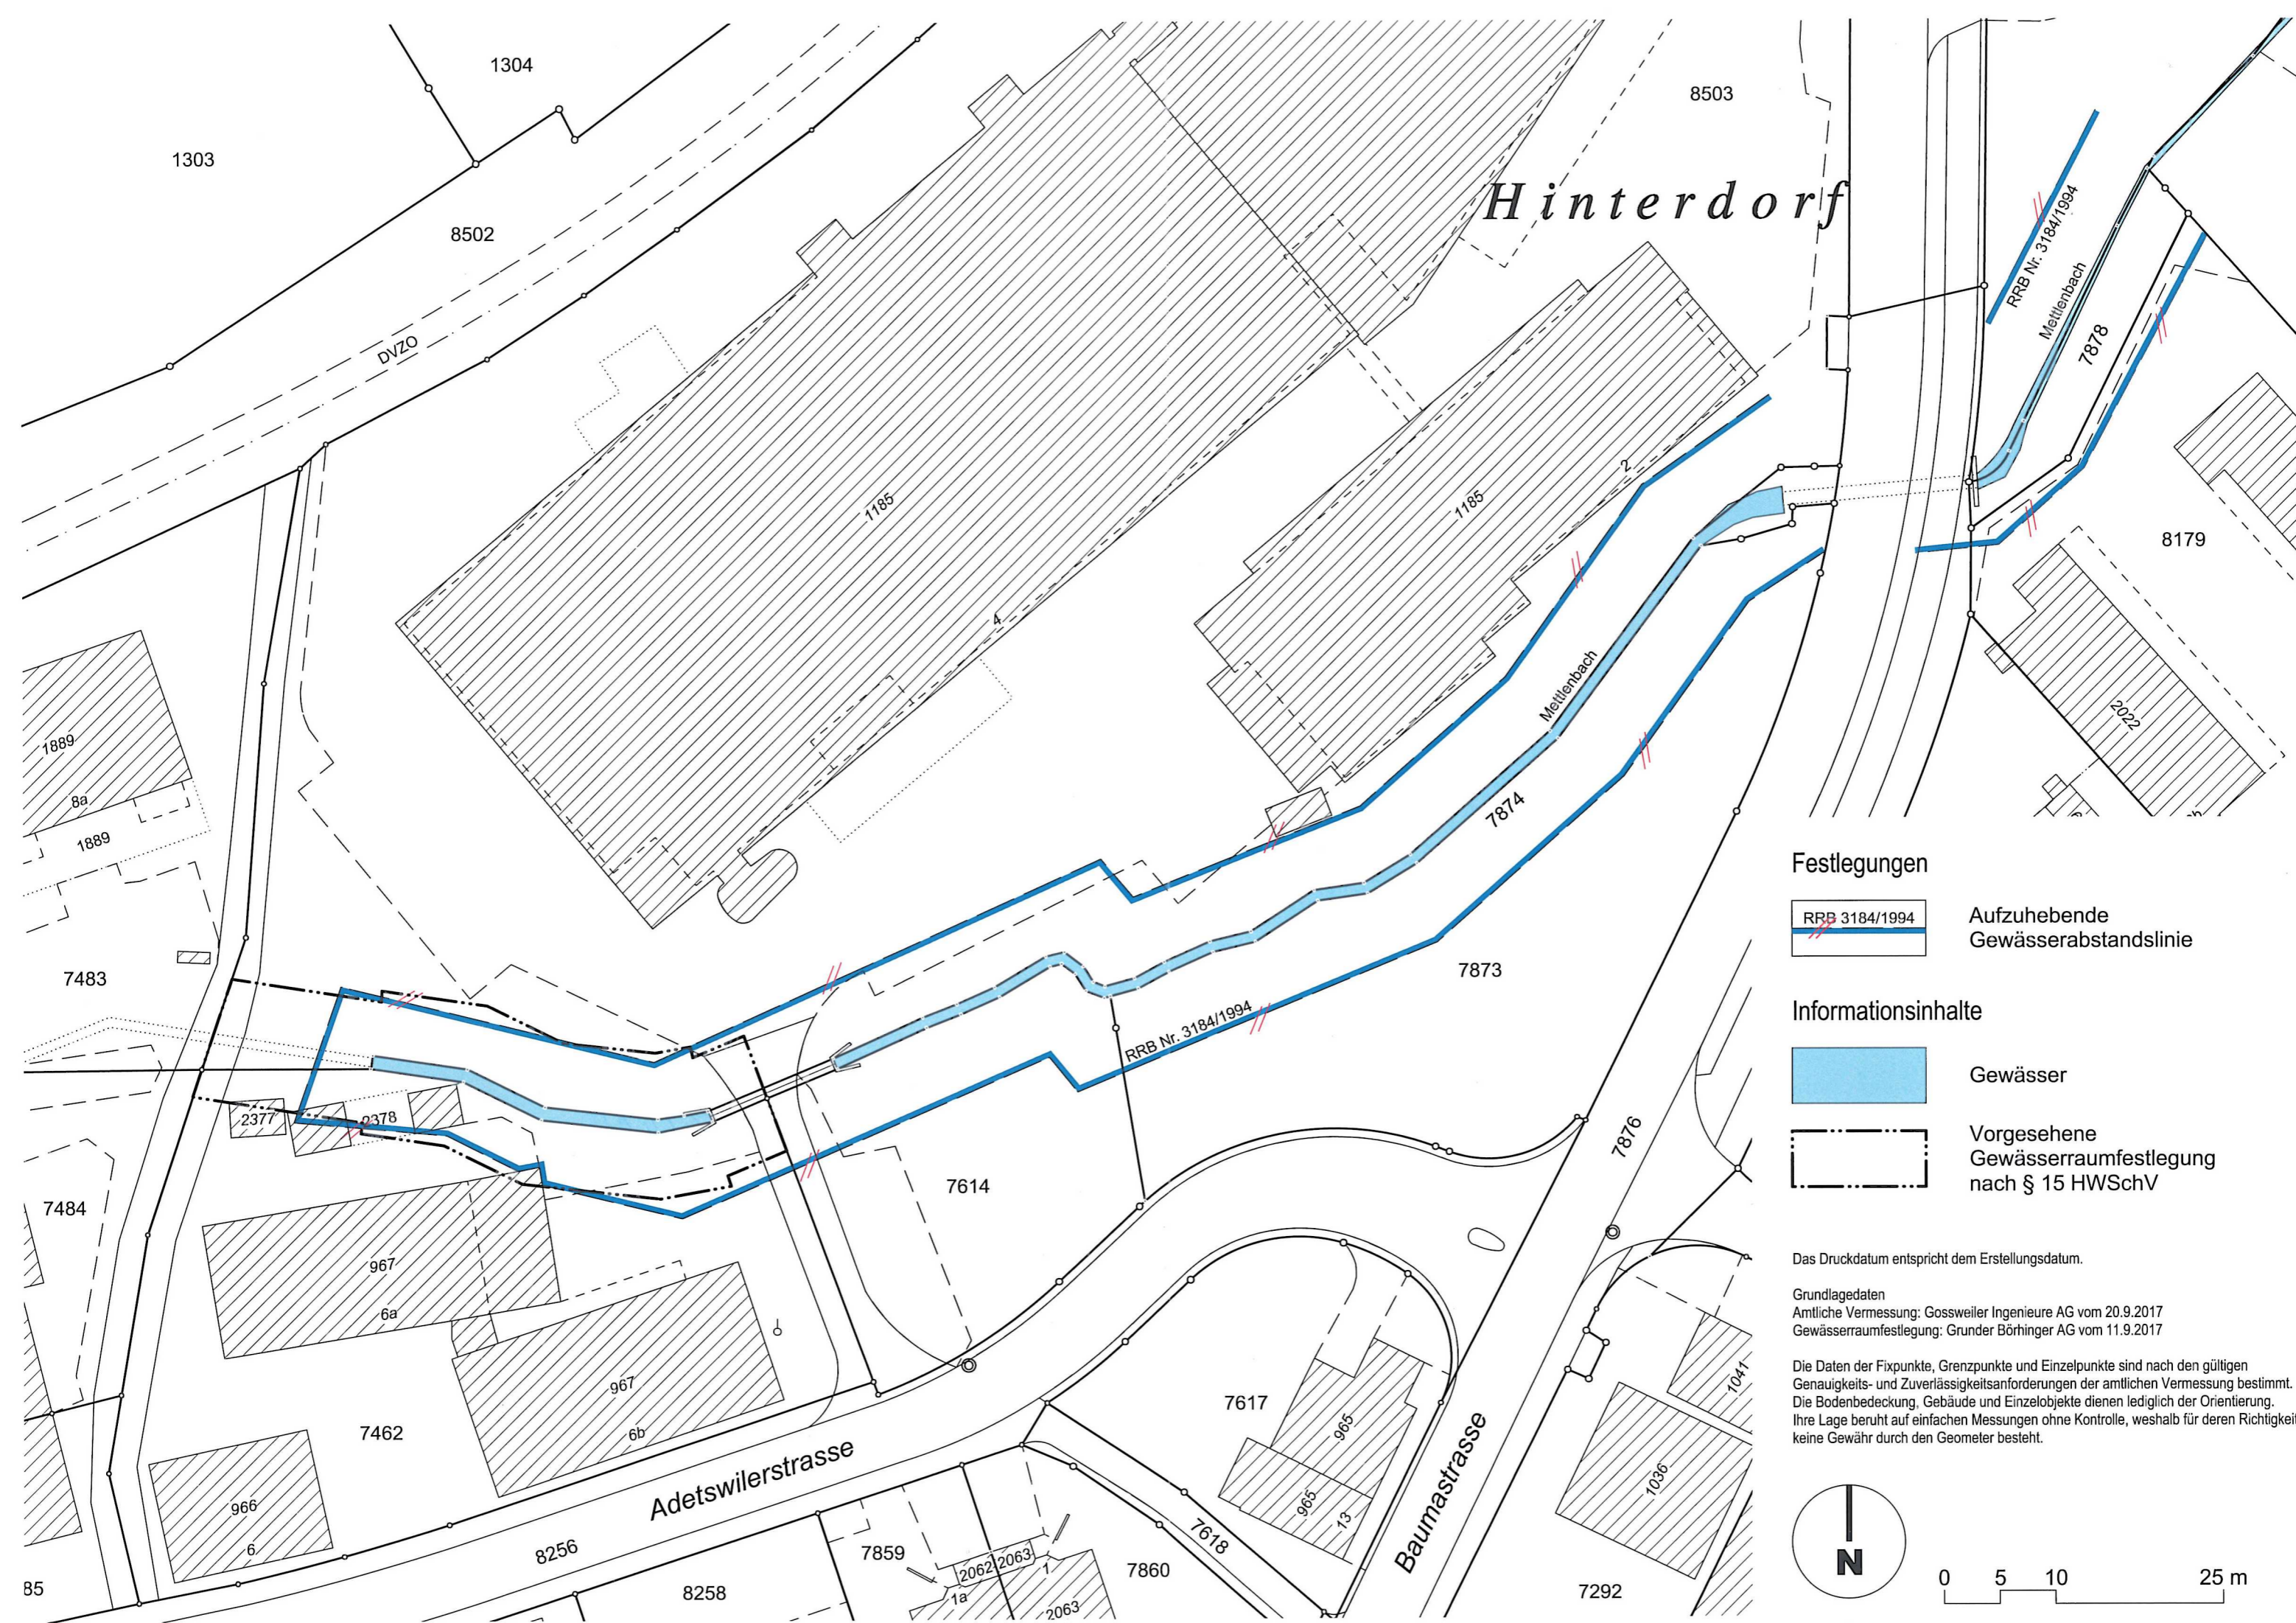 1304
8503
1303
Hinterdorf
8502
RRB Nr. 3184/1994
Mettlenbach
DVZO
7878
2
1185
1185
8179
4
Mettlenbach
2022
1889
8a
7874
1889
Festlegungen
RRB 3184/1994
Aufzuhebende
Gewässerabstandslinie
7483
7873
Informationsinhalte
RRB Nr. 3184/1994
Gewässer
2377
2378
7876
Vorgesehene
Gewässerraumfestlegung
nach § 15 HWSchV
7614
7484
967
6a
Das Druckdatum entspricht dem Erstellungsdatum.
Grundlagedaten
Amtliche Vermessung: Gossweiler Ingenieure AG vom 20.9.2017
Gewässerraumfestlegung: Grunder Börhinger AG vom 11.9.2017
Die Daten der Fixpunkte, Grenzpunkte und Einzelpunkte sind nach den gültigen
Genauigkeits- und Zuverlässigkeitsanforderungen der amtlichen Vermessung bestimmt.
Die Bodenbedeckung, Gebäude und Einzelobjekte dienen lediglich der Orientierung.
Ihre Lage beruht auf einfachen Messungen ohne Kontrolle, weshalb für deren Richtigkeit
keine Gewähr durch den Geometer besteht.
967
6b
7462
7617
965
1041
Adetswilerstrasse
Baumastrasse
966
6
965
13
1036
7618
8256
7859
2062
2063
1
1a
7860
2063
85
8258
7292
N
0 5 10 25 m